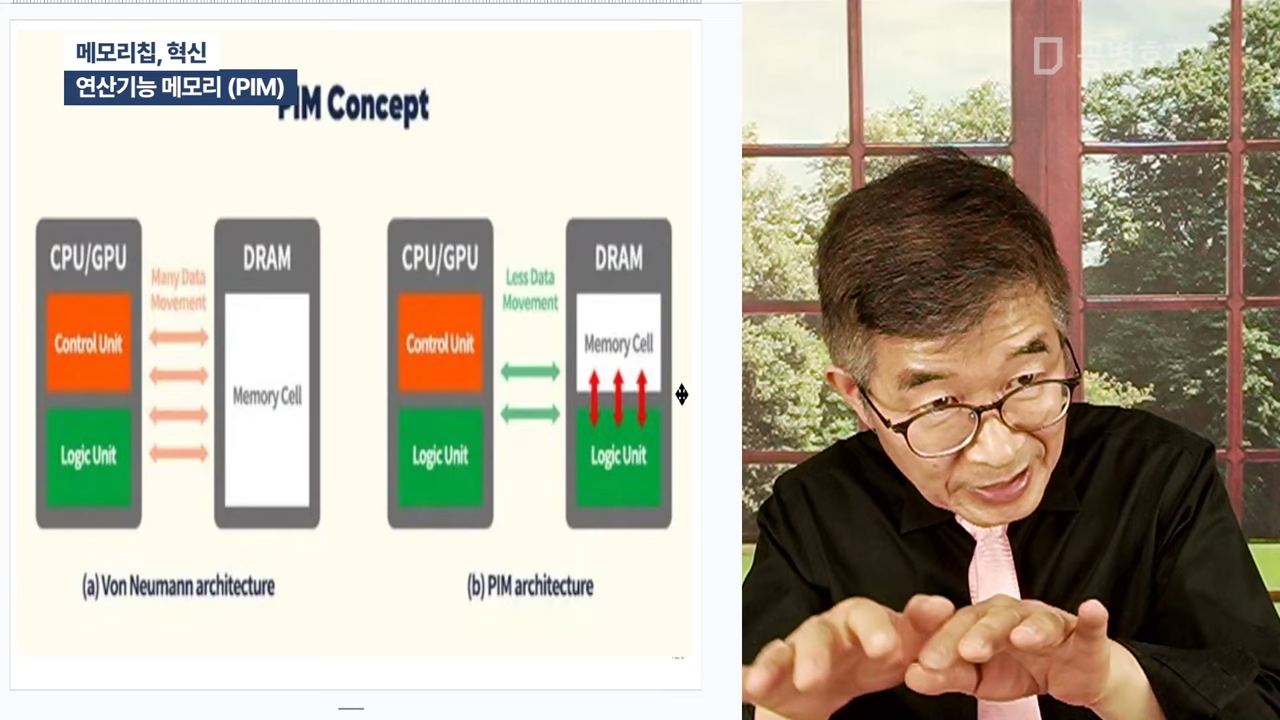 메모리칩, 혁신
연산기능 메모리 (PIM)
PIM Concept
CPU/GPU
Many Data
Movement
DRAM
Control Unit
Logic Unit
Memory Cell
CPU/GPU
Less Data
Movement
DRAM
Control Unit
Logic Unit
Memory Cell
Logic Unit
(a) Von Neumann architecture
(b) PIM architecture